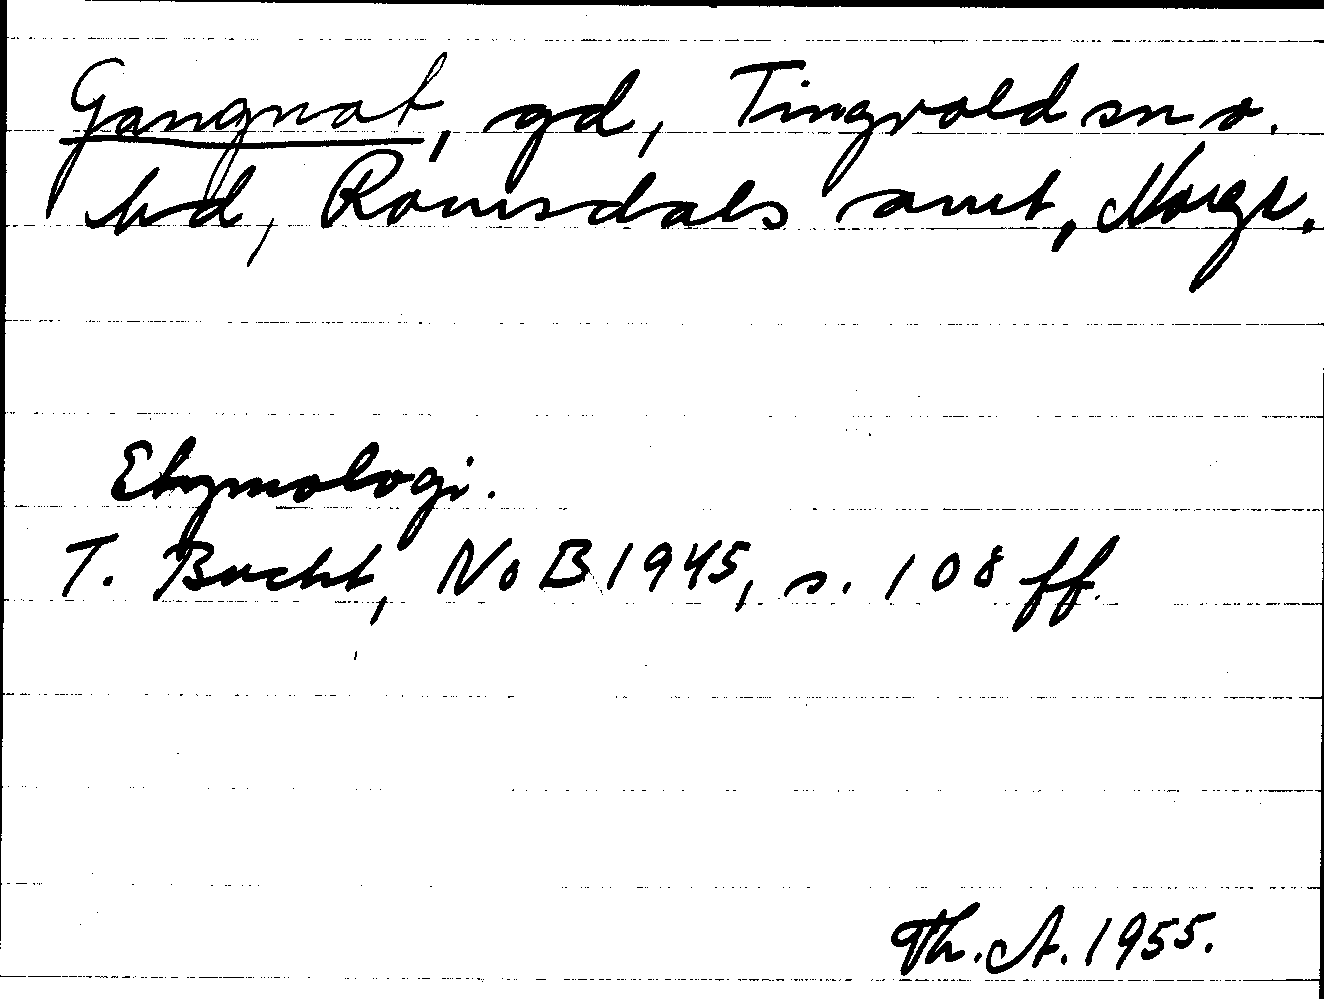 Gangnat, gd, Tingvold sn o.
hd, Romsdals amt, Norge.
Etymologi.
T. Bucht, NoB 1945, s. 108 ff.
Th. A. 1955.